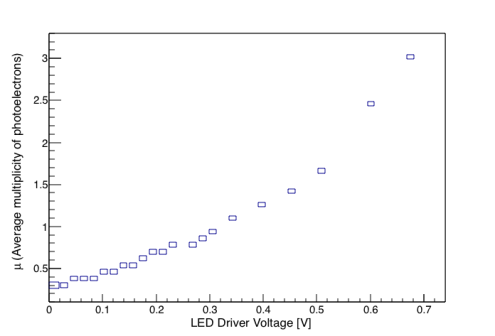 μ (Average multiplicity of photoelectrons)
3
2.5
2
1.5
1
0.5
0 0.1 0.2 0.3 0.4 0.5 0.6 0.7
LED Driver Voltage [V]